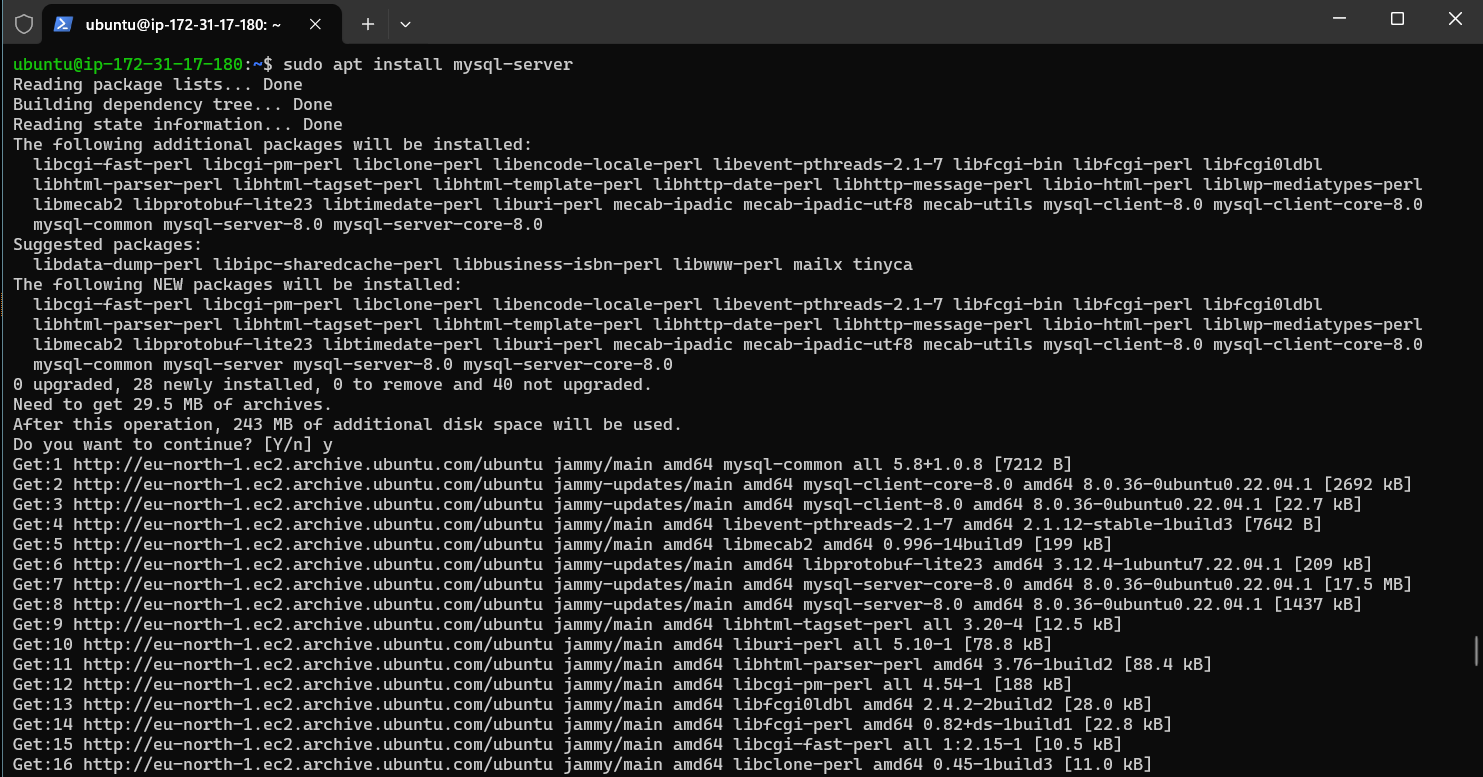 ubuntu@ip-172-31-17-180: ~
ubuntu@ip-172-31-17-180:~$ sudo apt install mysql-server
Reading package lists... Done
Building dependency tree... Done
Reading state information... Done
The following additional packages will be installed:
  libcgi-fast-perl libcgi-pm-perl libclone-perl libencode-locale-perl libevent-pthreads-2.1-7 libfcgi-bin libfcgi-perl libfcgi0ldbl
  libhtml-parser-perl libhtml-tagset-perl libhtml-template-perl libhttp-date-perl libhttp-message-perl libio-html-perl liblwp-mediatypes-perl
  libmecab2 libprotobuf-lite23 libtimedate-perl liburi-perl mecab-ipadic mecab-ipadic-utf8 mecab-utils mysql-client-8.0 mysql-client-core-8.0
  mysql-common mysql-server-8.0 mysql-server-core-8.0
Suggested packages:
  libdata-dump-perl libipc-sharedcache-perl libbusiness-isbn-perl libwww-perl mailx tinyca
The following NEW packages will be installed:
  libcgi-fast-perl libcgi-pm-perl libclone-perl libencode-locale-perl libevent-pthreads-2.1-7 libfcgi-bin libfcgi-perl libfcgi0ldbl
  libhtml-parser-perl libhtml-tagset-perl libhtml-template-perl libhttp-date-perl libhttp-message-perl libio-html-perl liblwp-mediatypes-perl
  libmecab2 libprotobuf-lite23 libtimedate-perl liburi-perl mecab-ipadic mecab-ipadic-utf8 mecab-utils mysql-client-8.0 mysql-client-core-8.0
  mysql-common mysql-server mysql-server-8.0 mysql-server-core-8.0
0 upgraded, 28 newly installed, 0 to remove and 40 not upgraded.
Need to get 29.5 MB of archives.
After this operation, 243 MB of additional disk space will be used.
Do you want to continue? [Y/n] y
Get:1 http://eu-north-1.ec2.archive.ubuntu.com/ubuntu jammy/main amd64 mysql-common all 5.8+1.0.8 [7212 B]
Get:2 http://eu-north-1.ec2.archive.ubuntu.com/ubuntu jammy-updates/main amd64 mysql-client-core-8.0 amd64 8.0.36-0ubuntu0.22.04.1 [2692 kB]
Get:3 http://eu-north-1.ec2.archive.ubuntu.com/ubuntu jammy-updates/main amd64 mysql-client-8.0 amd64 8.0.36-0ubuntu0.22.04.1 [22.7 kB]
Get:4 http://eu-north-1.ec2.archive.ubuntu.com/ubuntu jammy/main amd64 libevent-pthreads-2.1-7 amd64 2.1.12-stable-1build3 [7642 B]
Get:5 http://eu-north-1.ec2.archive.ubuntu.com/ubuntu jammy/main amd64 libmecab2 amd64 0.996-14build9 [199 kB]
Get:6 http://eu-north-1.ec2.archive.ubuntu.com/ubuntu jammy-updates/main amd64 libprotobuf-lite23 amd64 3.12.4-1ubuntu7.22.04.1 [209 kB]
Get:7 http://eu-north-1.ec2.archive.ubuntu.com/ubuntu jammy-updates/main amd64 mysql-server-core-8.0 amd64 8.0.36-0ubuntu0.22.04.1 [17.5 MB]
Get:8 http://eu-north-1.ec2.archive.ubuntu.com/ubuntu jammy-updates/main amd64 mysql-server-8.0 amd64 8.0.36-0ubuntu0.22.04.1 [1437 kB]
Get:9 http://eu-north-1.ec2.archive.ubuntu.com/ubuntu jammy/main amd64 libhtml-tagset-perl all 3.20-4 [12.5 kB]
Get:10 http://eu-north-1.ec2.archive.ubuntu.com/ubuntu jammy/main amd64 liburi-perl all 5.10-1 [78.8 kB]
Get:11 http://eu-north-1.ec2.archive.ubuntu.com/ubuntu jammy/main amd64 libhtml-parser-perl amd64 3.76-1build2 [88.4 kB]
Get:12 http://eu-north-1.ec2.archive.ubuntu.com/ubuntu jammy/main amd64 libcgi-pm-perl all 4.54-1 [188 kB]
Get:13 http://eu-north-1.ec2.archive.ubuntu.com/ubuntu jammy/main amd64 libfcgi0ldbl amd64 2.4.2-2build2 [28.0 kB]
Get:14 http://eu-north-1.ec2.archive.ubuntu.com/ubuntu jammy/main amd64 libfcgi-perl amd64 0.82+ds-1build1 [22.8 kB]
Get:15 http://eu-north-1.ec2.archive.ubuntu.com/ubuntu jammy/main amd64 libcgi-fast-perl all 1:2.15-1 [10.5 kB]
Get:16 http://eu-north-1.ec2.archive.ubuntu.com/ubuntu jammy/main amd64 libclone-perl amd64 0.45-1build3 [11.0 kB]